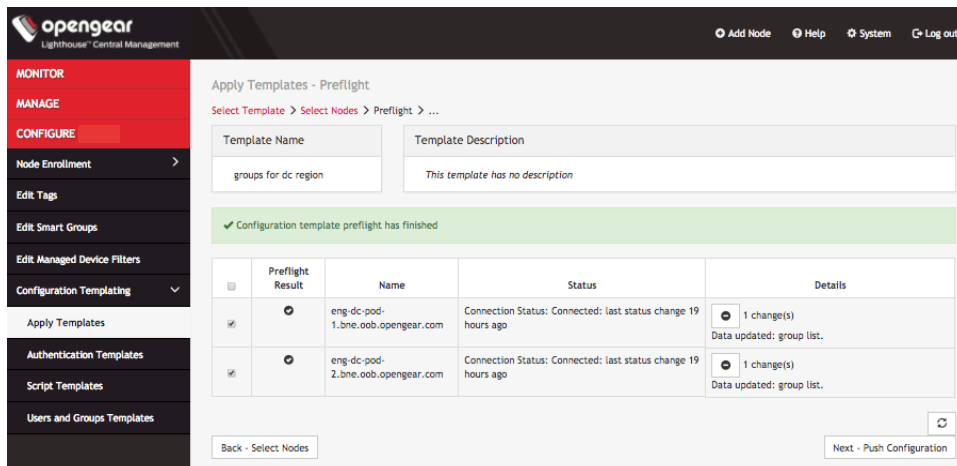 opengear
Lighthouse™ Central Management
Add Node
Help
System
Log out
MONITOR
MANAGE
CONFIGURE
Node Enrollment
Edit Tags
Edit Smart Groups
Edit Managed Device Filters
Configuration Templating
Apply Templates
Authentication Templates
Script Templates
Users and Groups Templates
Apply Templates - Preflight
Select Template > Select Nodes > Preflight > ...
Template Name
groups for dc region
Template Description
This template has no description
Configuration template preflight has finished
Preflight
Result
Name
Status
Details
eng-dc-pod-
1.bne.oob.opengear.com
Connection Status: Connected: last status change 19
hours ago
1 change(s)
Data updated: group list.
eng-dc-pod-
2.bne.oob.opengear.com
Connection Status: Connected: last status change 19
hours ago
1 change(s)
Data updated: group list.
Back - Select Nodes
Next - Push Configuration